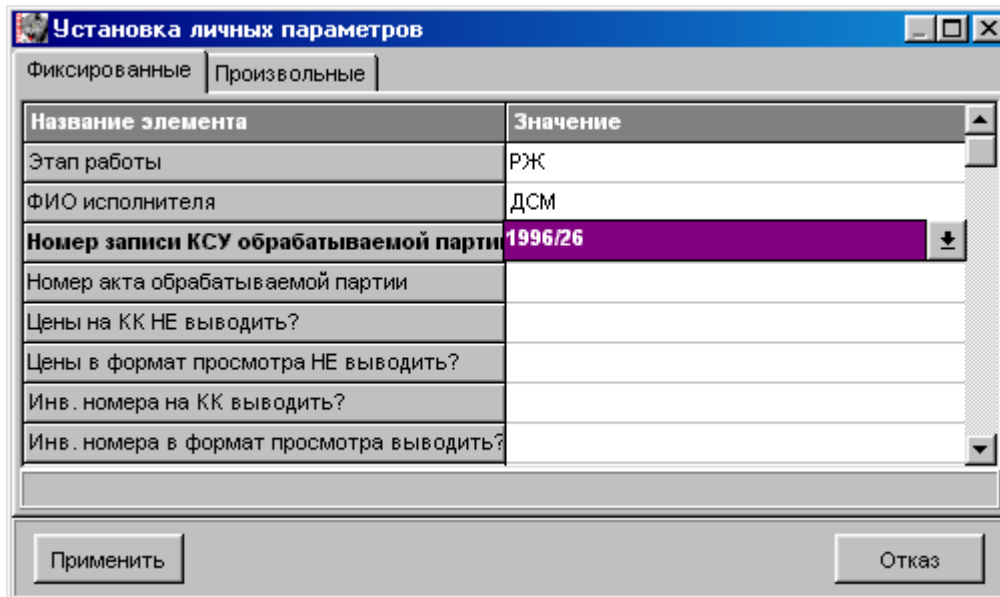 Установка личных параметров
Фиксированные Произвольные
Название элемента Значение
Этап работы РЖ
ФИО исполнителя ДСМ
Номер записи КСУ обрабатываемой парти 1996/26
Номер акта обрабатываемой партии
Цены на КК НЕ выводить?
Цены в формат просмотра НЕ выводить?
Инв. номера на КК выводить?
Инв. номера в формат просмотра выводить?
Применить Отказ